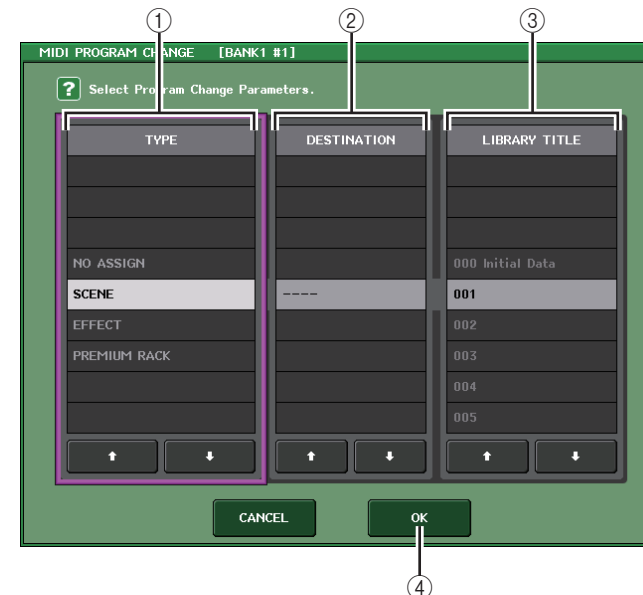 ① ② ③
MIDI PROGRAM CHANGE [BANK1 #1]
? Select Program Change Parameters.
TYPE DESTINATION LIBRARY TITLE
NO ASSIGN 000 Initial Data
SCENE ---- 001
EFFECT 002
PREMIUM RACK 003
004
005
CANCEL OK
④